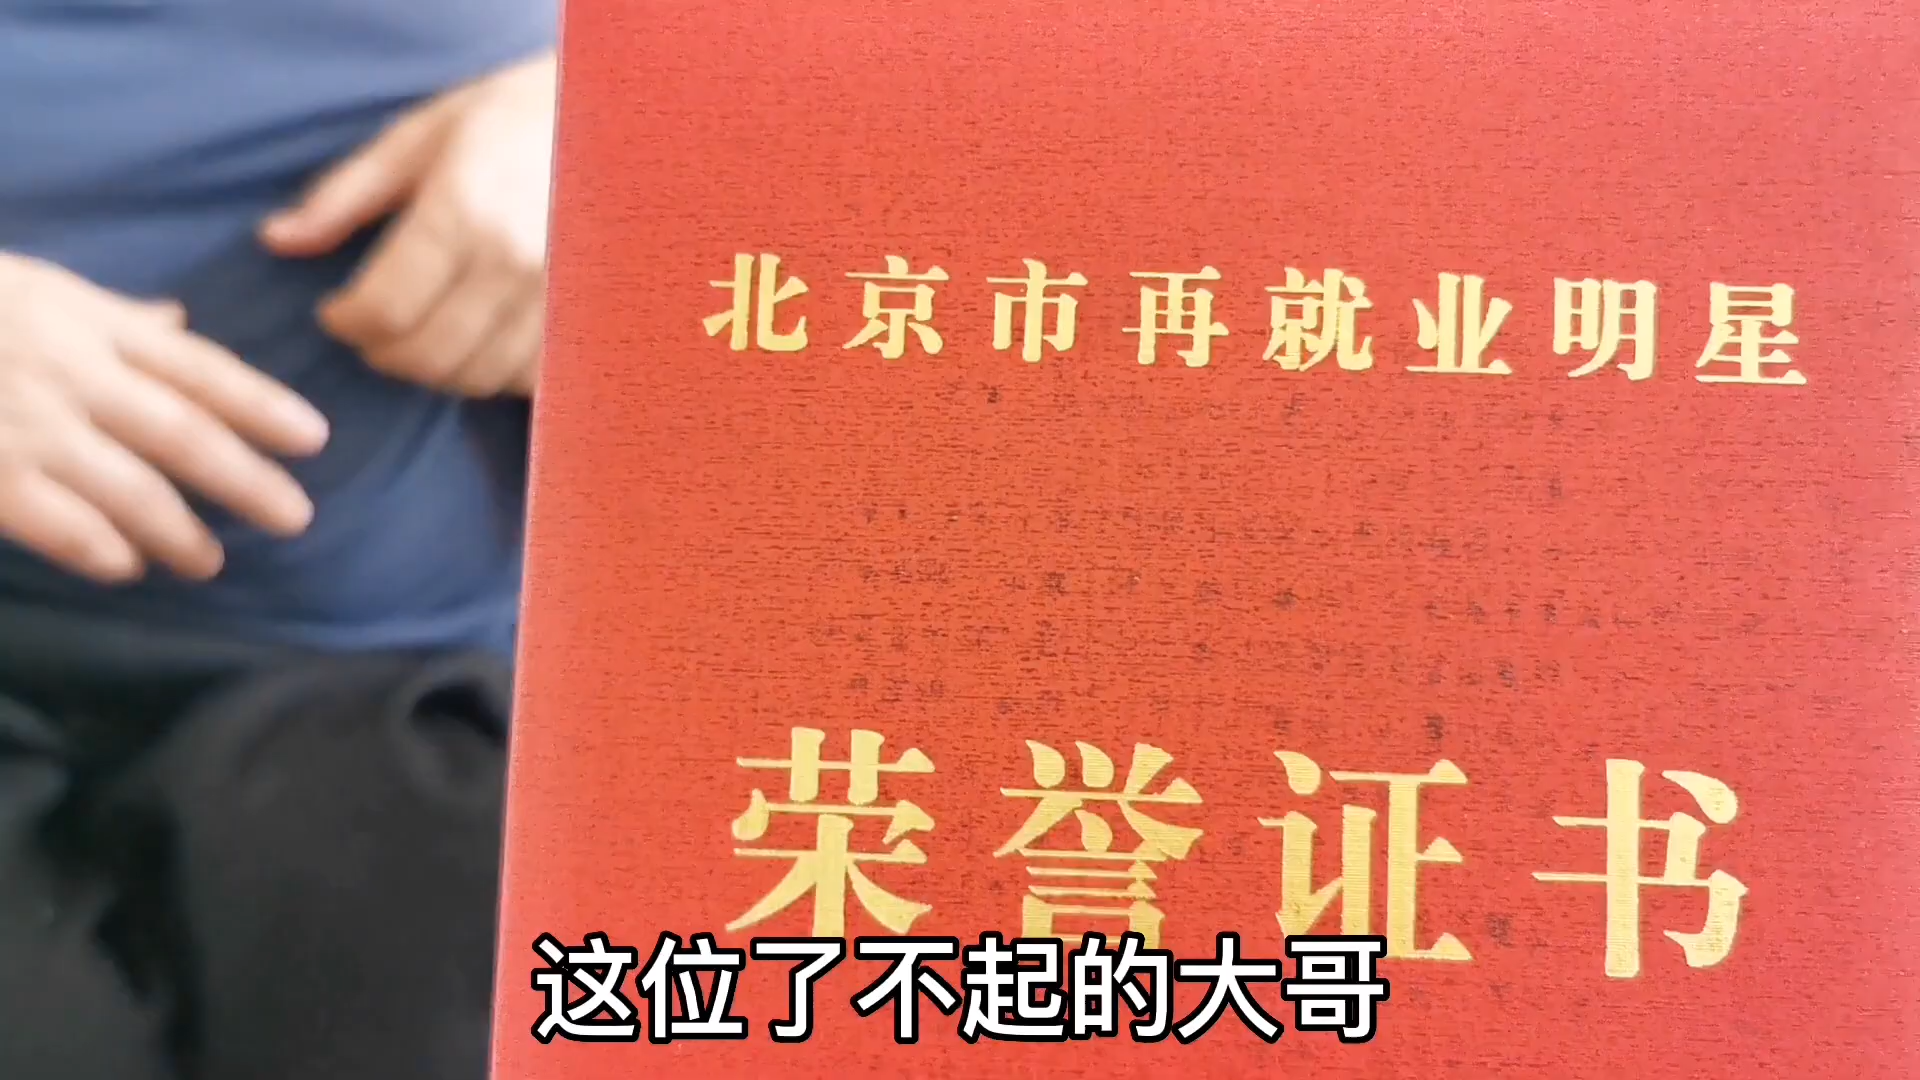 北京市再就业明星
荣誉证书
这位了不起的大哥